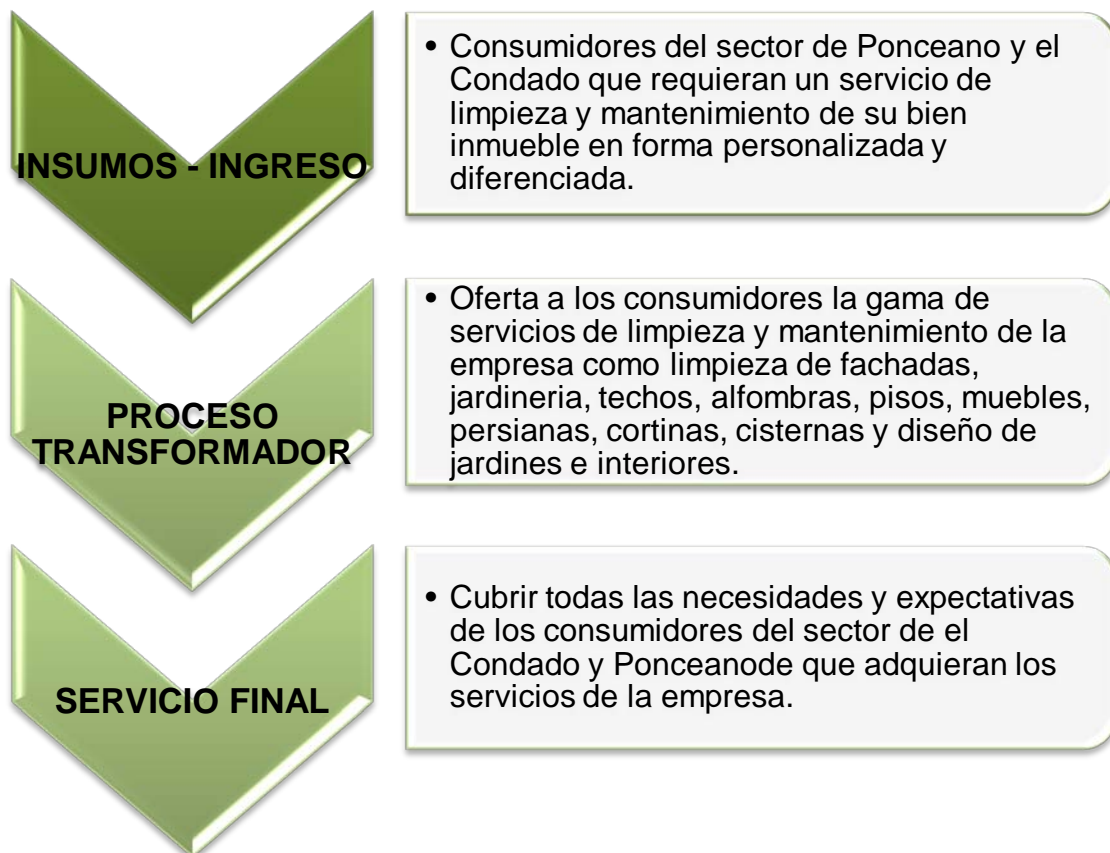 INSUMOS - INGRESO
• Consumidores del sector de Ponceano y el
Condado que requieran un servicio de
limpieza y mantenimiento de su bien
inmueble en forma personalizada y
diferenciada.
PROCESO
TRANSFORMADOR
• Oferta a los consumidores la gama de
servicios de limpieza y mantenimiento de la
empresa como limpieza de fachadas,
jardineria, techos, alfombras, pisos, muebles,
persianas, cortinas, cisternas y diseño de
jardines e interiores.
SERVICIO FINAL
• Cubrir todas las necesidades y expectativas
de los consumidores del sector de el
Condado y Ponceanode que adquieran los
servicios de la empresa.